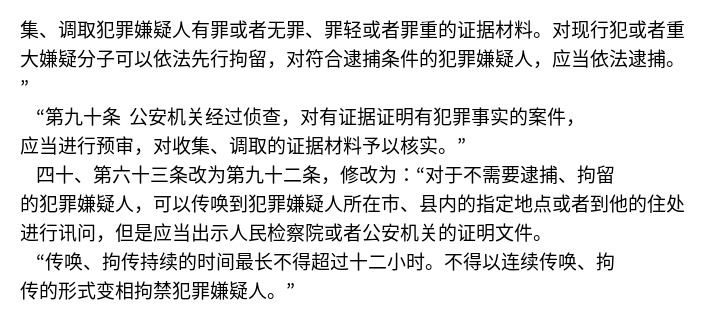 集、调取犯罪嫌疑人有罪或者无罪、罪轻或者罪重的证据材料。对现行犯或者重
大嫌疑分子可以依法先行拘留，对符合逮捕条件的犯罪嫌疑人，应当依法逮捕。
”
“第九十条 公安机关经过侦查，对有证据证明有犯罪事实的案件，
应当进行预审，对收集、调取的证据材料予以核实。”
四十、第六十三条改为第九十二条，修改为：“对于不需要逮捕、拘留
的犯罪嫌疑人，可以传唤到犯罪嫌疑人所在市、县内的指定地点或者到他的住处
进行讯问，但是应当出示人民检察院或者公安机关的证明文件。
“传唤、拘传持续的时间最长不得超过十二小时。不得以连续传唤、拘
传的形式变相拘禁犯罪嫌疑人。”